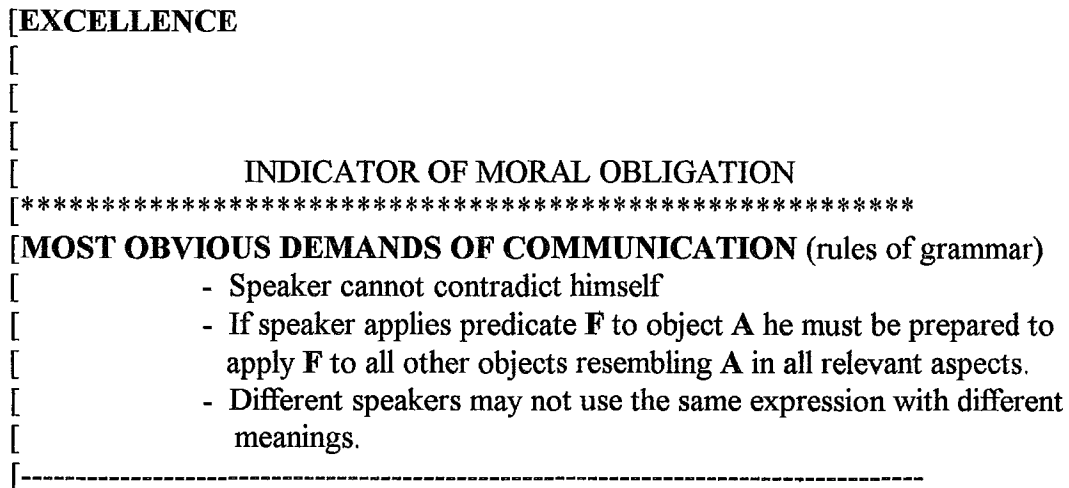 [EXCELLENCE
[
[
[
[ INDICATOR OF MORAL OBLIGATION
[*******************************************************
[MOST OBVIOUS DEMANDS OF COMMUNICATION (rules of grammar)
[ - Speaker cannot contradict himself
[ - If speaker applies predicate F to object A he must be prepared to
[ apply F to all other objects resembling A in all relevant aspects.
[ - Different speakers may not use the same expression with different
[ meanings.
[--------------------------------------------------------------------------------